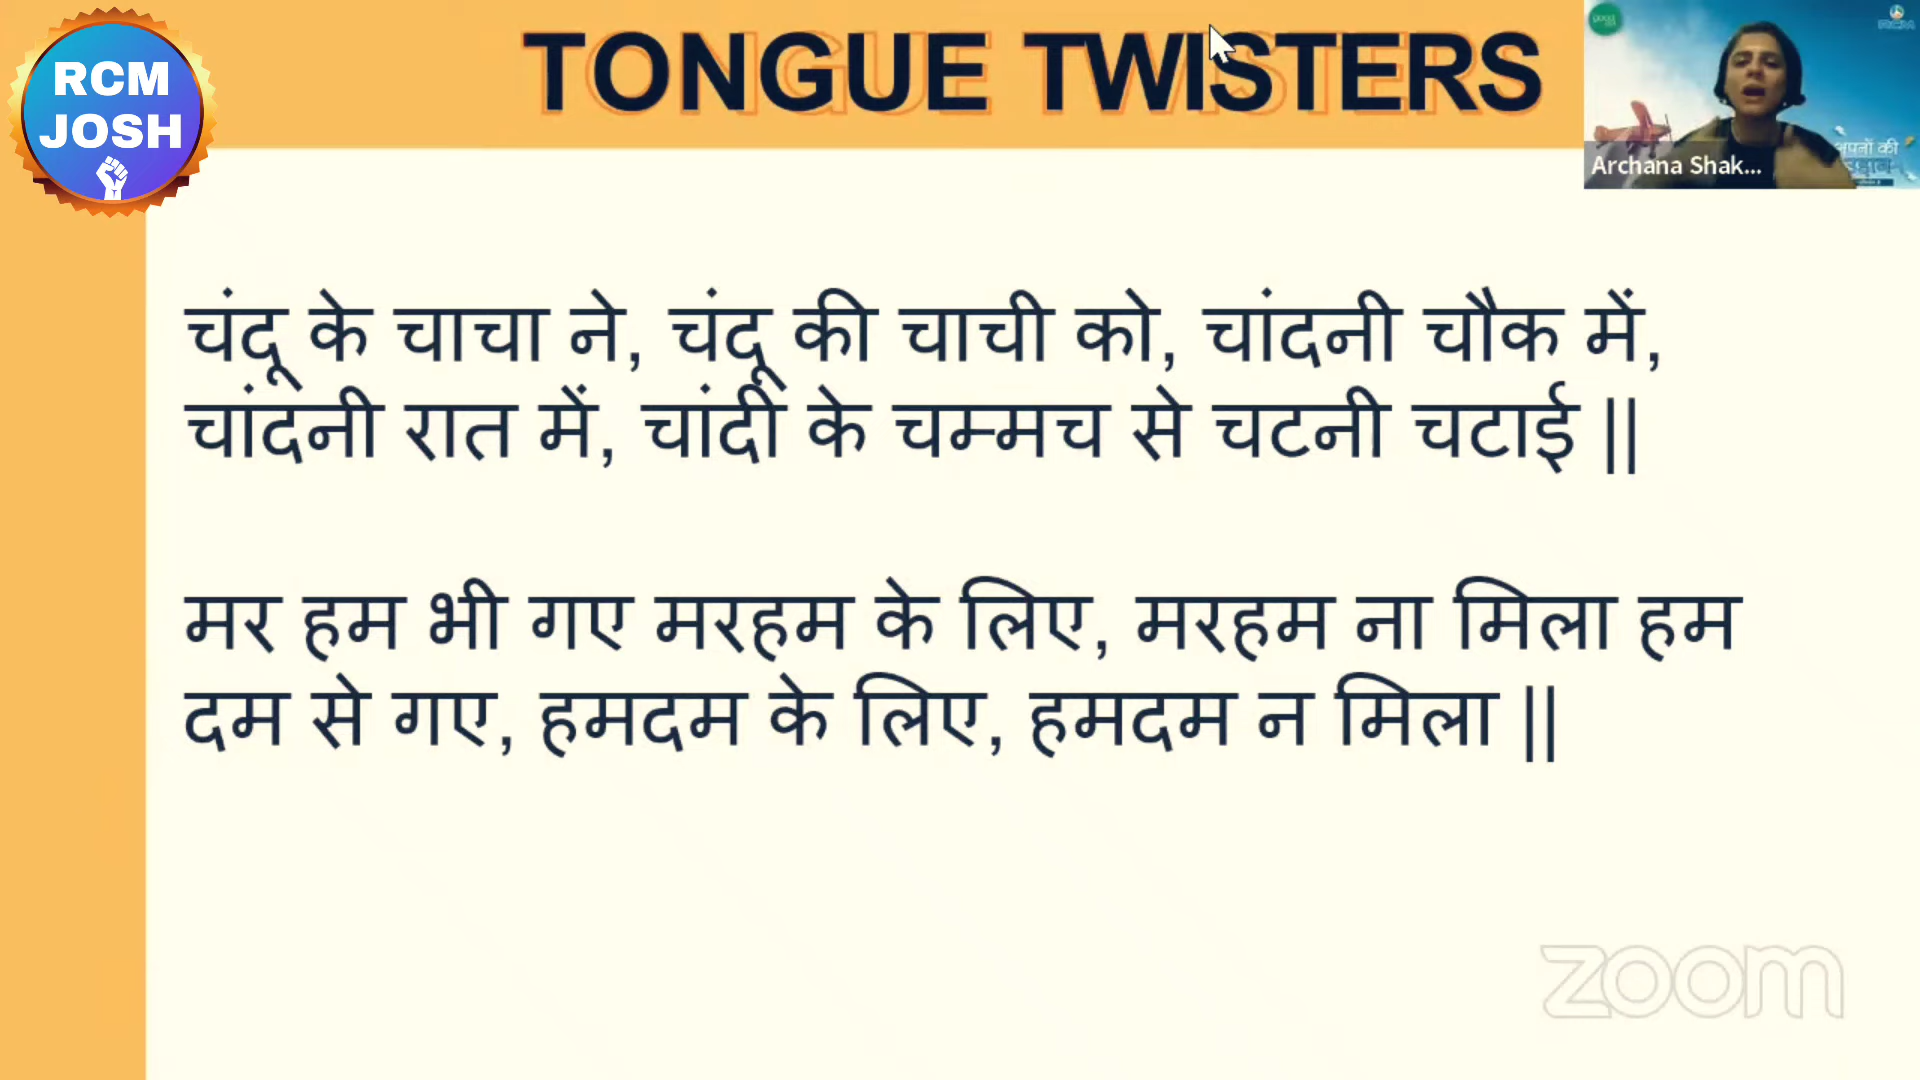 RCM
JOSH
TONGUE TWISTERS
RCM
Archana Shak...
चंदू के चाचा ने, चंदू की चाची को, चांदनी चौक में,
चांदनी रात में, चांदी के चम्मच से चटनी चटाई ||
मर हम भी गए मरहम के लिए, मरहम ना मिला हम
दम से गए, हमदम के लिए, हमदम न मिला ||
zoom